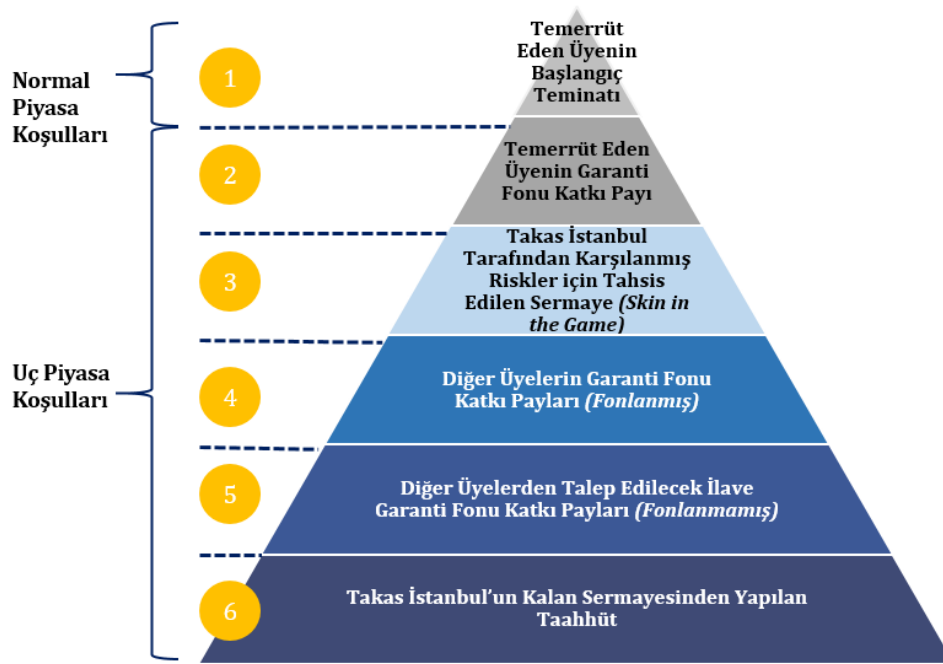 Normal
Piyasa
Koşulları
Uç Piyasa
Koşulları
1
Temerrüt
Eden Üyenin
Başlangıç
Teminatı
2
Temerrüt Eden
Üyenin Garanti
Fonu Katkı Payı
3
Takas İstanbul
Tarafından Karşılanmış
Riskler için Tahsis
Edilen Sermaye (Skin in
the Game)
4
Diğer Üyelerin Garanti Fonu
Katkı Payları (Fonlanmış)
5
Diğer Üyelerden Talep Edilecek İlave
Garanti Fonu Katkı Payları (Fonlanmamış)
6
Takas İstanbul’un Kalan Sermayesinden Yapılan
Taahhüt